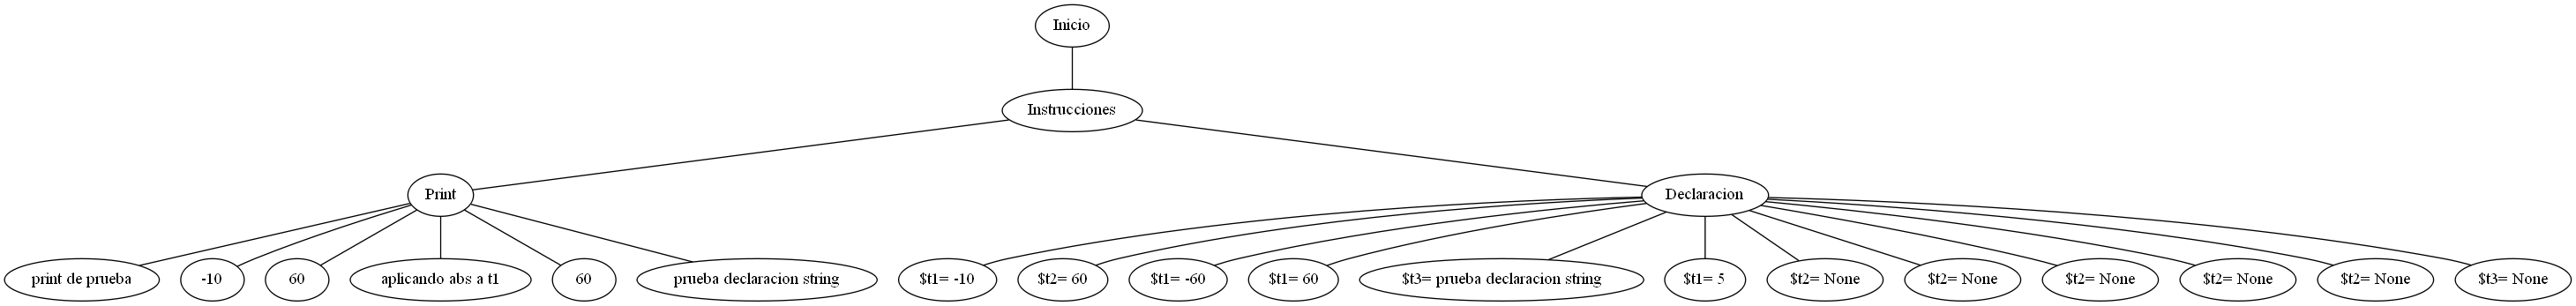 Inicio
Instrucciones
Print
Declaracion
print de prueba
-10
60
aplicando abs a t1
60
prueba declaracion string
$t1= -10
$t2= 60
$t1= -60
$t1= 60
$t3= prueba declaracion string
$t1= 5
$t2= None
$t2= None
$t2= None
$t2= None
$t2= None
$t3= None